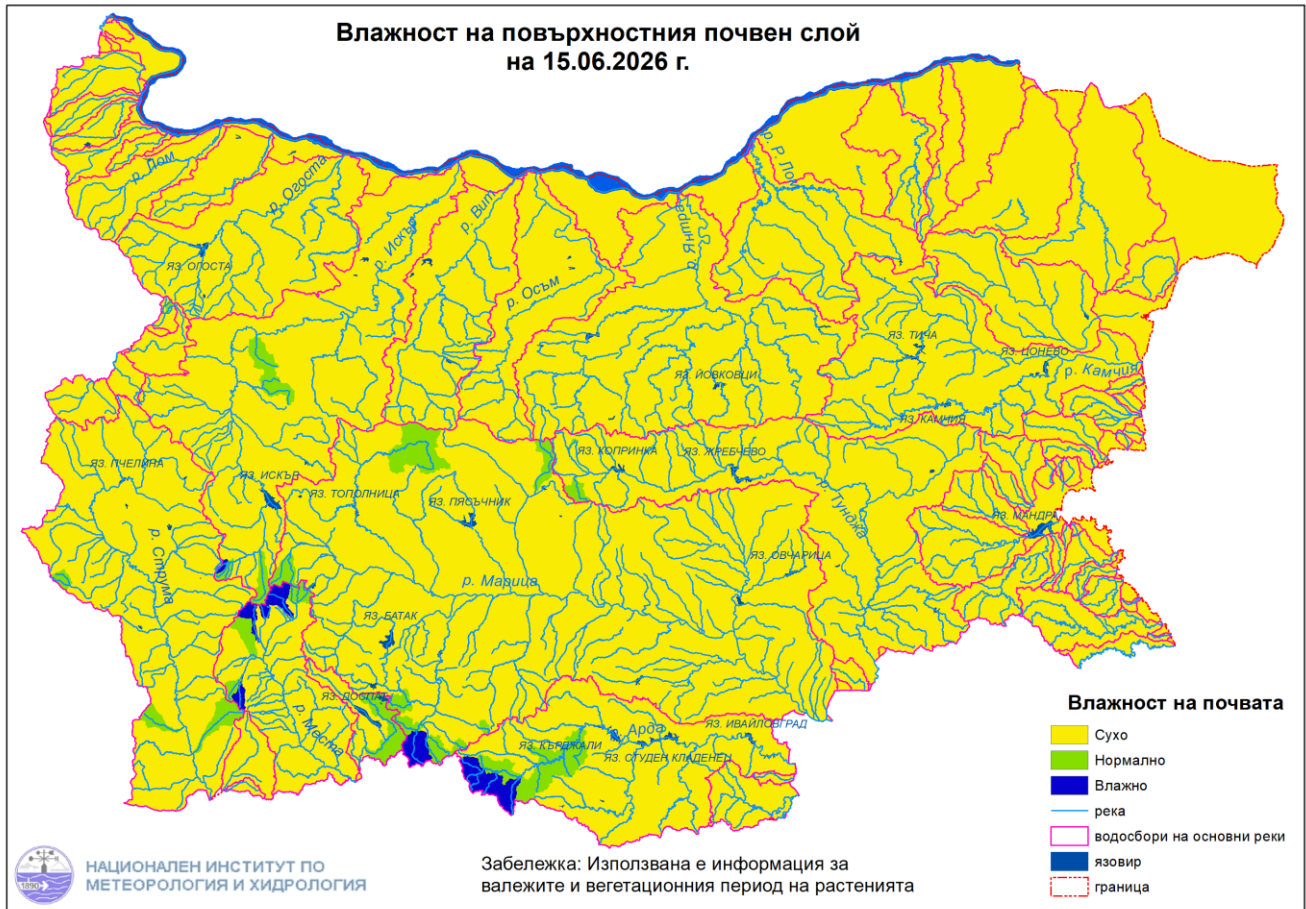 Влажност на повърхностния почвен слой
на 15.06.2026 г.
р. Лом
р. Огоста
р. Искър
р. Вит
р. Осъм
р. Янтра
р. Р. Лом
ЯЗ. ОГОСТА
ЯЗ. ТИЧА
ЯЗ. ЦОНЕВО
р. Камчия
ЯЗ. ЙОВКОВЦИ
ЯЗ. КАМЧИЯ
ЯЗ. ПЧЕЛИНА
ЯЗ. ИСКЪР
ЯЗ. ТОПОЛНИЦА
ЯЗ. ПЯСЪЧНИК
ЯЗ. КОПРИНКА
ЯЗ. ЖРЕБЧЕВО
р. Тунджа
ЯЗ. МАНДРА
ЯЗ. ОВЧАРИЦА
р. Струма
р. Марица
ЯЗ. БАТАК
ЯЗ. ДОСПАТ
р. Места
р. Арда
ЯЗ. ИВАЙЛОВГРАД
ЯЗ. КЪРДЖАЛИ
ЯЗ. СТУДЕН КЛАДЕНЕЦ
Влажност на почвата
Сухо
Нормално
Влажно
река
водосбори на основни реки
язовир
граница
1890
НАЦИОНАЛЕН ИНСТИТУТ ПО
МЕТЕОРОЛОГИЯ И ХИДРОЛОГИЯ
Забележка: Използвана е информация за
валежите и вегетационния период на растенията